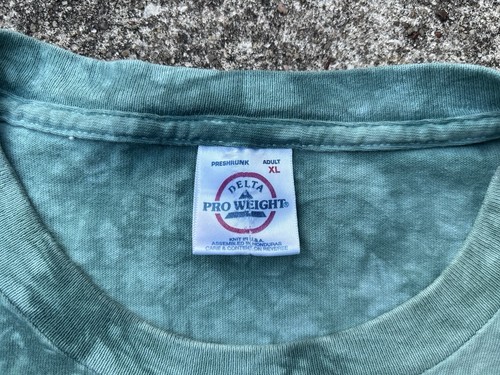 PRESHRUNK ADULT
XL
DELTA
PRO WEIGHT®
KNIT IN U.S.A.
ASSEMBLED IN HONDURAS
CARE & CONTENT ON REVERSE